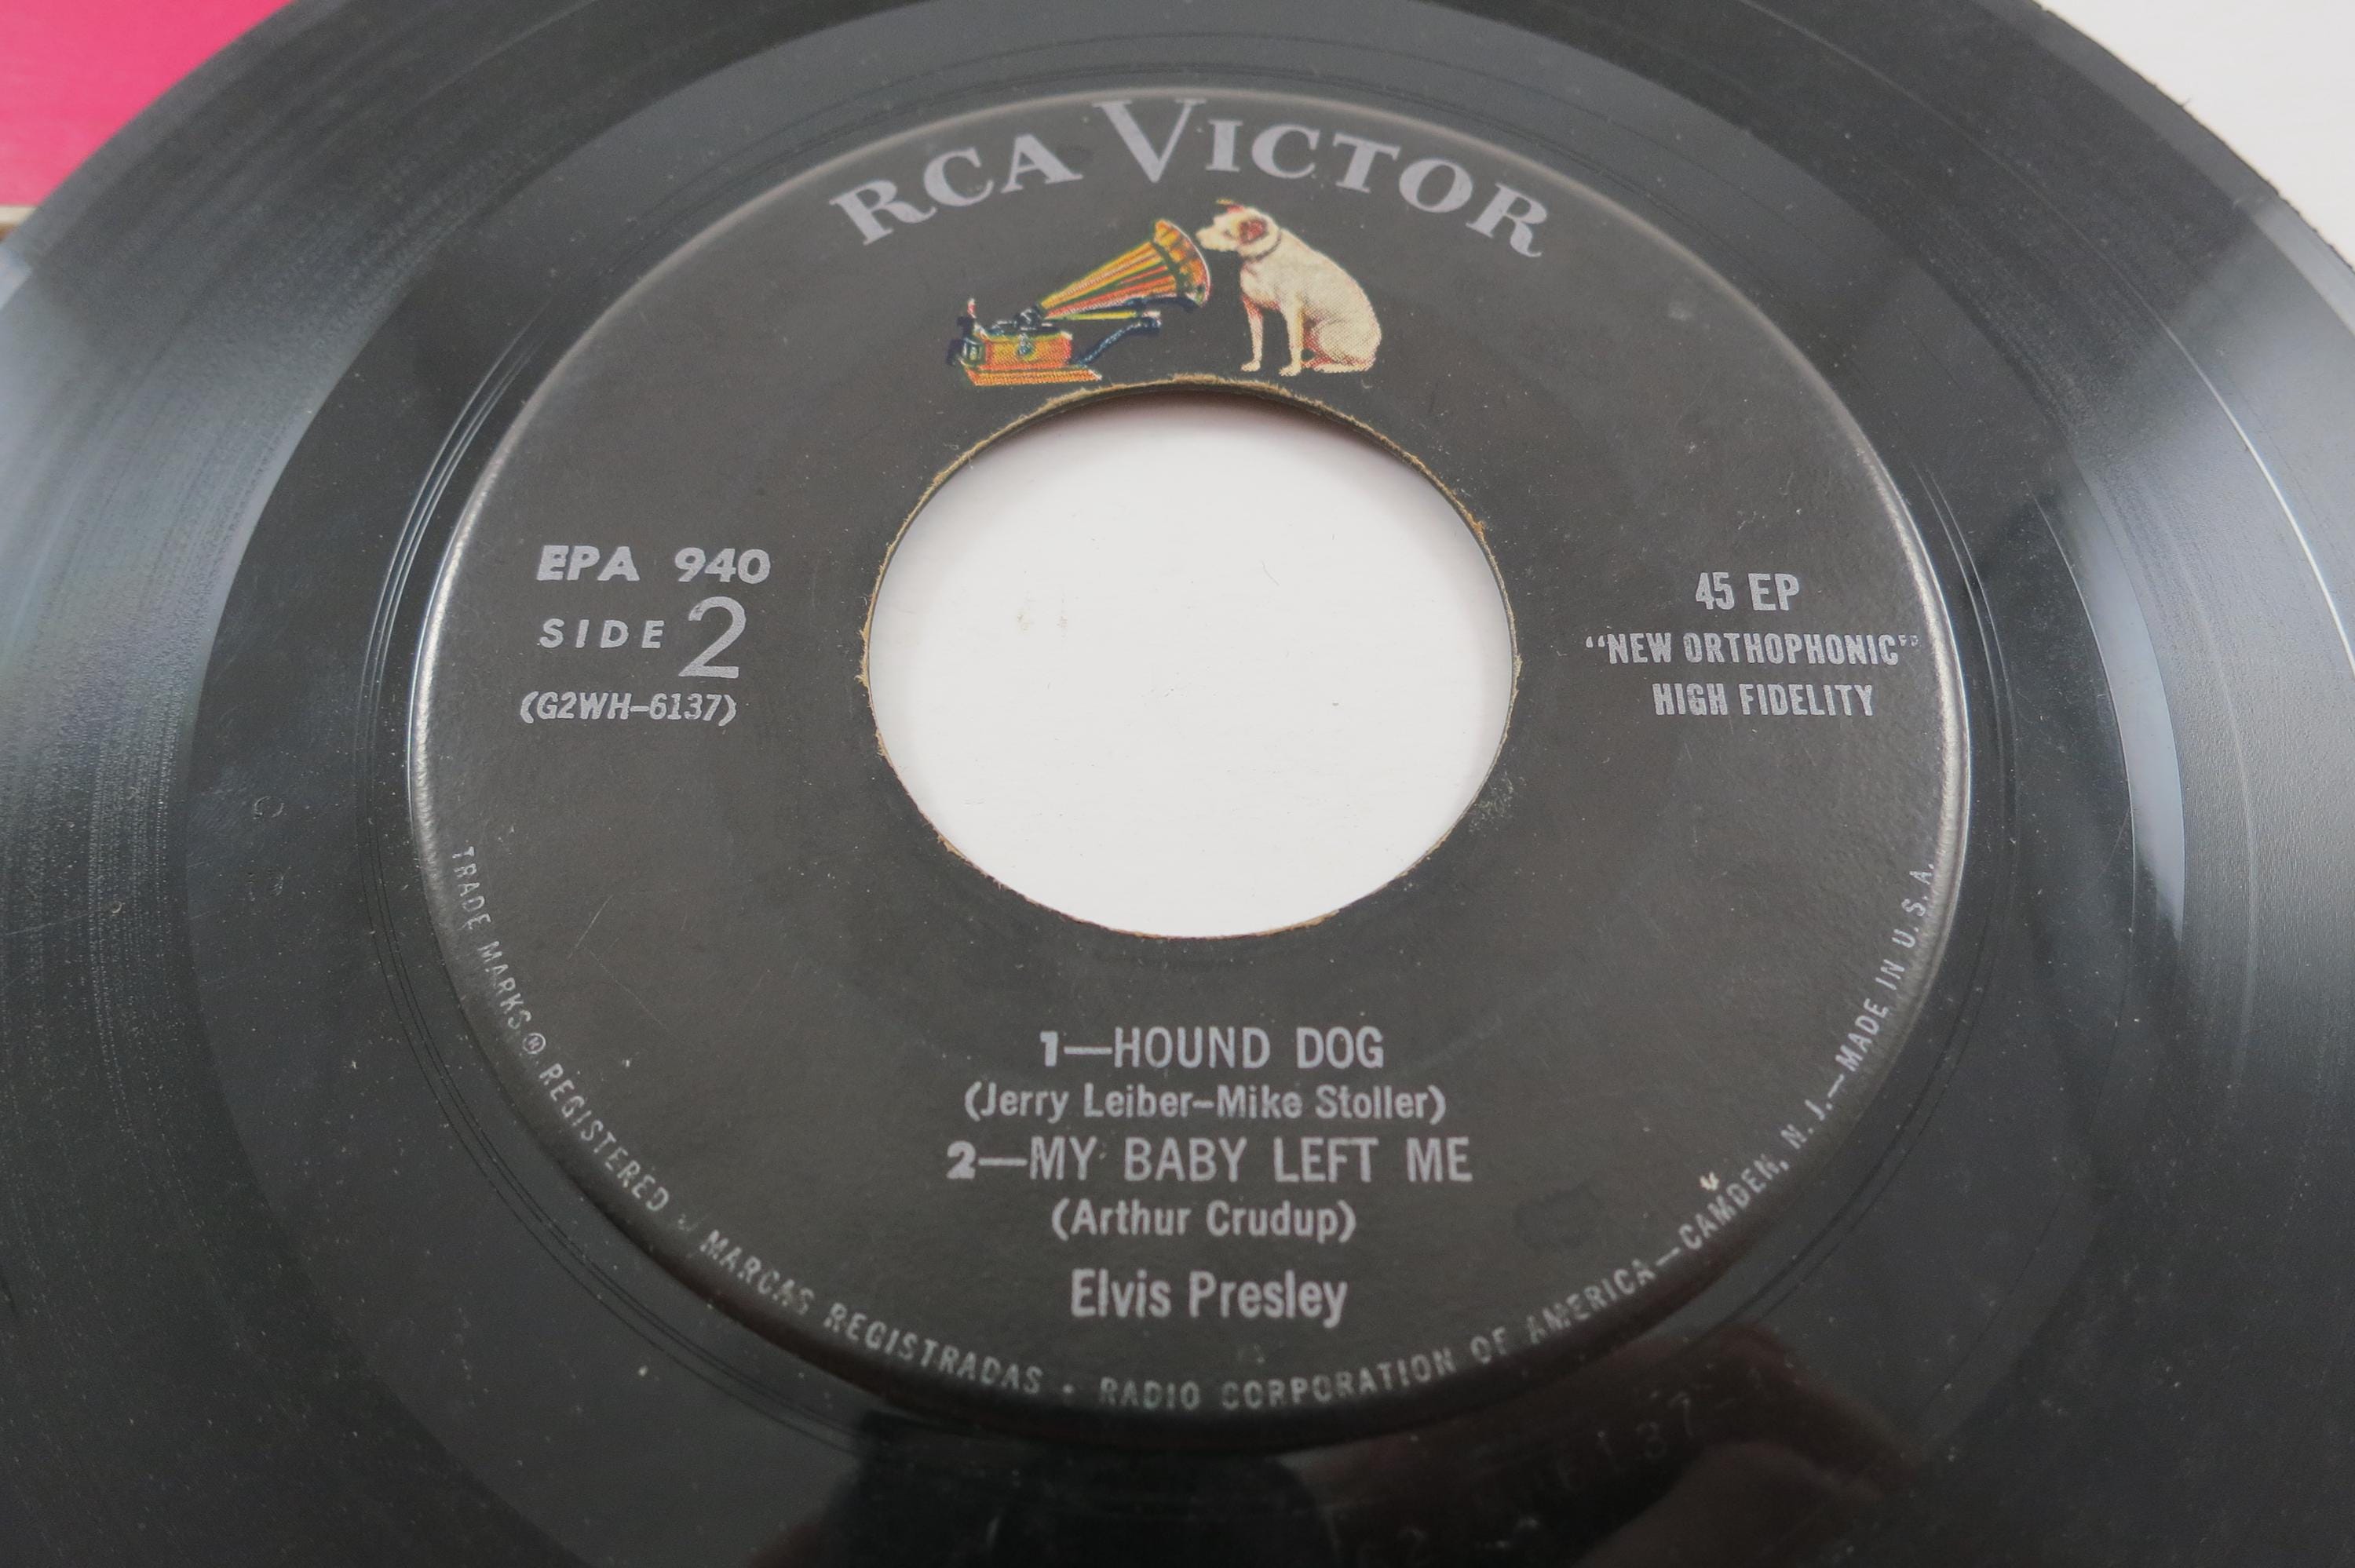 RCA VICTOR
EPA 940
SIDE 2
(G2WH-6137)
45 EP
"NEW ORTHOPHONIC"
HIGH FIDELITY
1—HOUND DOG
(Jerry Leiber-Mike Stoller)
2—MY BABY LEFT ME
(Arthur Crudup)
Elvis Presley
TRADE MARKS ® REGISTERED • MARCAS REGISTRADAS • RADIO CORPORATION OF AMERICA—CAMDEN, N. J.—MADE IN U. S. A.